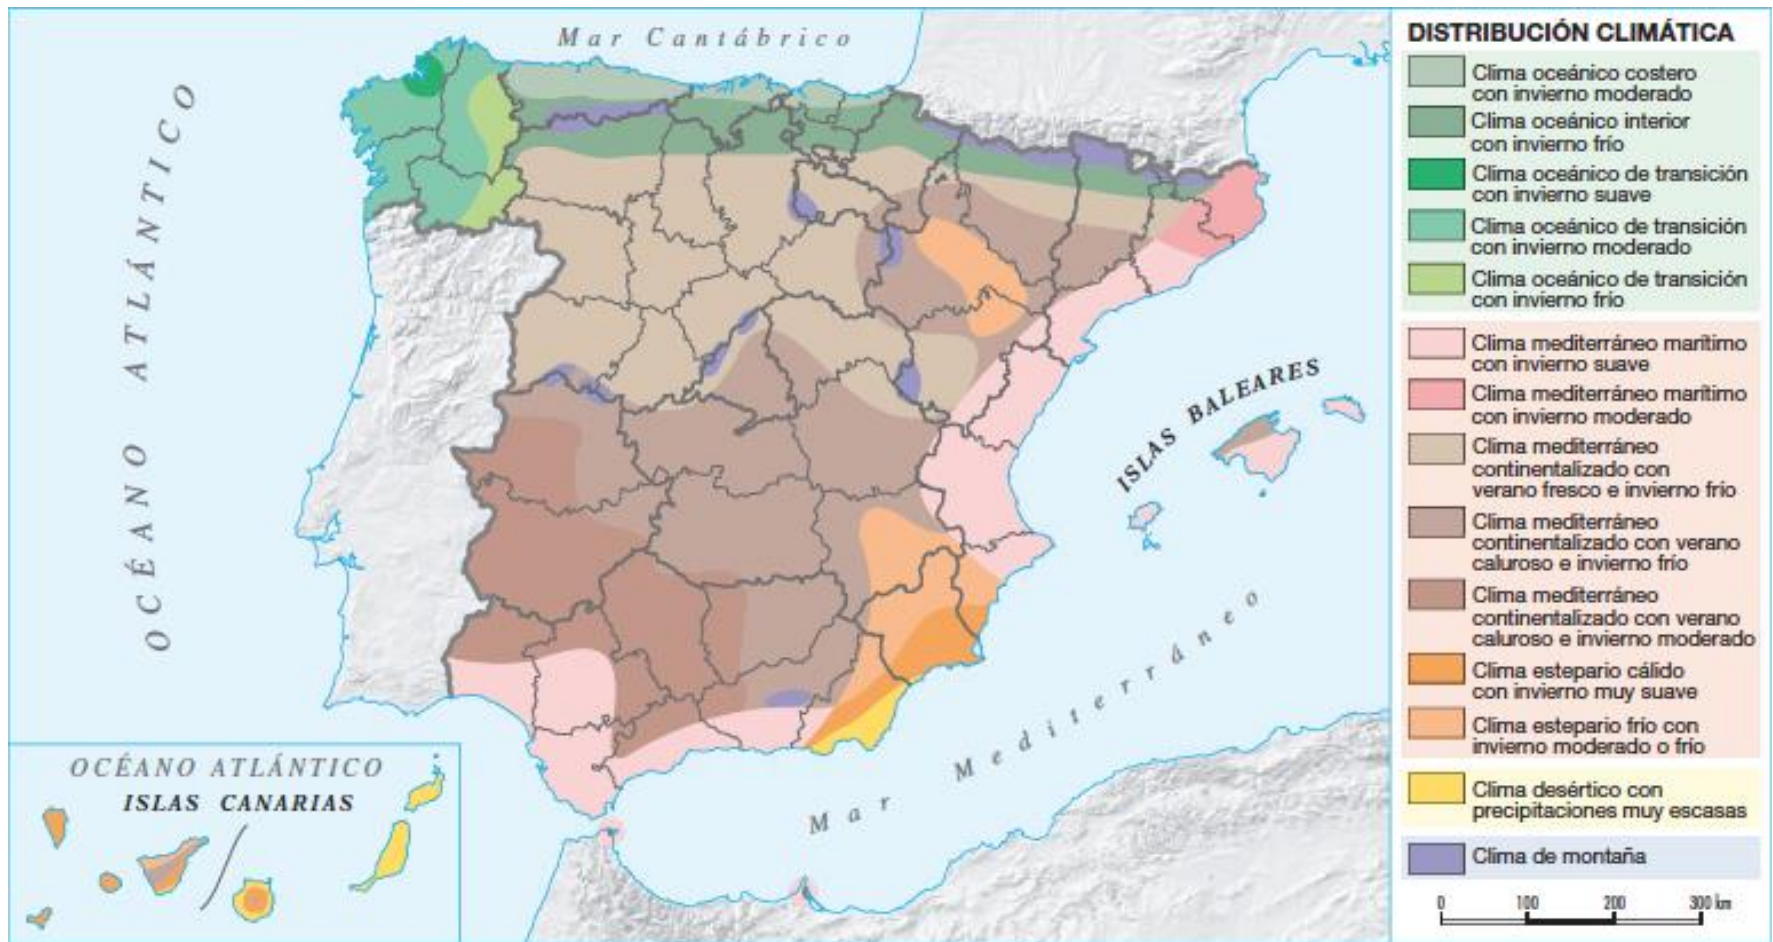 Mar Cantábrico
OCÉANO ATLÁNTICO
ISLAS BALEARES
Mar Mediterráneo
OCÉANO ATLÁNTICO
ISLAS CANARIAS
DISTRIBUCIÓN CLIMÁTICA
Clima oceánico costero
con invierno moderado
Clima oceánico interior
con invierno frío
Clima oceánico de transición
con invierno suave
Clima oceánico de transición
con invierno moderado
Clima oceánico de transición
con invierno frío
Clima mediterráneo marítimo
con invierno suave
Clima mediterráneo marítimo
con invierno moderado
Clima mediterráneo
continentalizado con
verano fresco e invierno frío
Clima mediterráneo
continentalizado con verano
caluroso e invierno frío
Clima mediterráneo
continentalizado con verano
caluroso e invierno moderado
Clima estepario cálido
con invierno muy suave
Clima estepario frío con
invierno moderado o frío
Clima desértico con
precipitaciones muy escasas
Clima de montaña
0 100 200 300 km